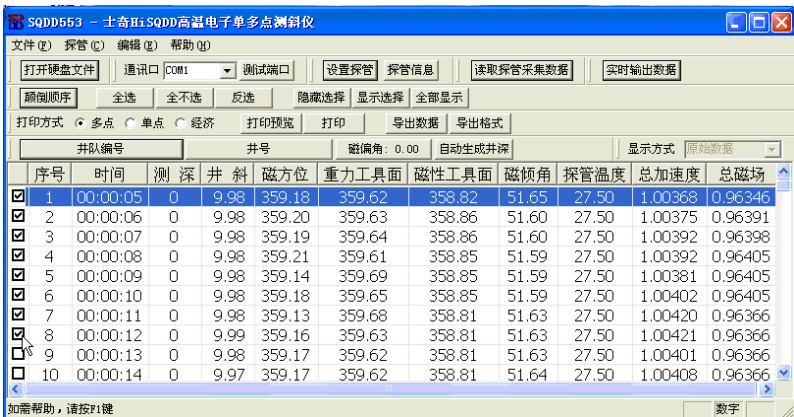 SQDD553 - 士奇HiSQDD高温电子单多点测斜仪
文件(F) 探管(C) 编辑(E) 帮助(H)
打开硬盘文件 通讯口 COM1 测试端口 设置探管 探管信息 读取探管采集数据 实时输出数据
颠倒顺序 全选 全不选 反选 隐藏选择 显示选择 全部显示
打印方式 多点 单点 经济 打印预览 打印 导出数据 导出格式
井队编号 井号 磁偏角: 0.00 自动生成井深 显示方式 原始数据
序号 时间 测 深 井 斜 磁方位 重力工具面 磁性工具面 磁倾角 探管温度 总加速度 总磁场
1 00:00:05 0 9.98 359.18 359.62 358.82 51.65 27.50 1.00368 0.96346
2 00:00:06 0 9.98 359.20 359.63 358.86 51.60 27.50 1.00375 0.96391
3 00:00:07 0 9.98 359.19 359.64 358.86 51.60 27.50 1.00392 0.96398
4 00:00:08 0 9.98 359.21 359.61 358.85 51.59 27.50 1.00392 0.96405
5 00:00:09 0 9.98 359.14 359.69 358.85 51.59 27.50 1.00381 0.96405
6 00:00:10 0 9.98 359.18 359.65 358.85 51.59 27.50 1.00402 0.96405
7 00:00:11 0 9.98 359.13 359.68 358.81 51.63 27.50 1.00420 0.96366
8 00:00:12 0 9.99 359.16 359.63 358.81 51.63 27.50 1.00421 0.96366
9 00:00:13 0 9.98 359.17 359.62 358.81 51.63 27.50 1.00401 0.96366
10 00:00:14 0 9.97 359.17 359.62 358.81 51.64 27.50 1.00408 0.96366
如需帮助，请按F1键 数字